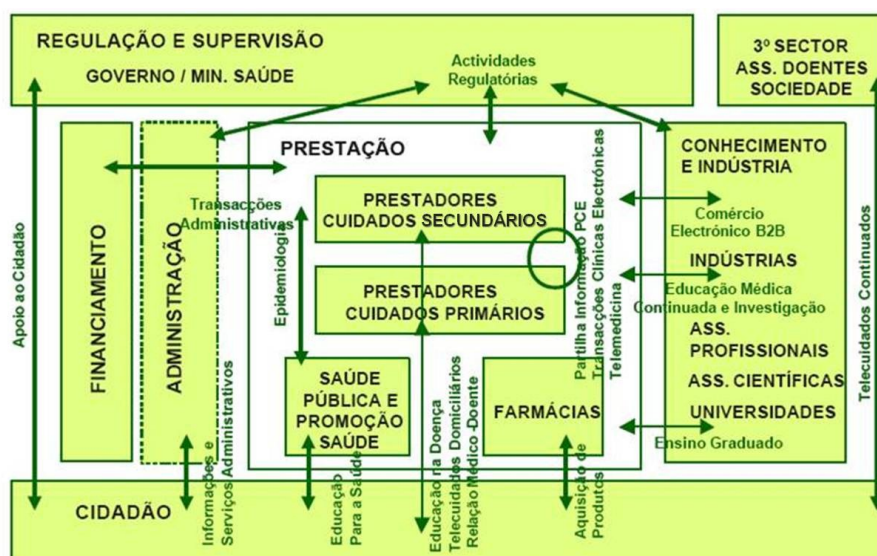 REGULAÇÃO E SUPERVISÃO
GOVERNO / MIN. SAÚDE
Actividades
Regulatórias
3º SECTOR
ASS. DOENTES
SOCIEDADE
Apoio ao Cidadão
FINANCIAMENTO
ADMINISTRAÇÃO
Transacções
Administrativas
Informações e
Serviços Administrativos
PRESTAÇÃO
PRESTADORES
CUIDADOS SECUNDÁRIOS
Epidemiologia
PRESTADORES
CUIDADOS PRIMÁRIOS
SAÚDE
PÚBLICA E
PROMOÇÃO
SAÚDE
FARMÁCIAS
Partilha Informação PCE
Transacções Clínicas Electrónicas
Telemedicina
Educação
Para a Saúde
Educação na Doença
Telecuidados Domiciliários
Relação Médico -Doente
Aquisição de
Produtos
CONHECIMENTO
E INDÚSTRIA
Comércio
Electrónico B2B
INDÚSTRIAS
Educação Médica
Continuada e Investigação
ASS.
PROFISSIONAIS
ASS. CIENTÍFICAS
UNIVERSIDADES
Ensino Graduado
Telecuidados Continuados
CIDADÃO